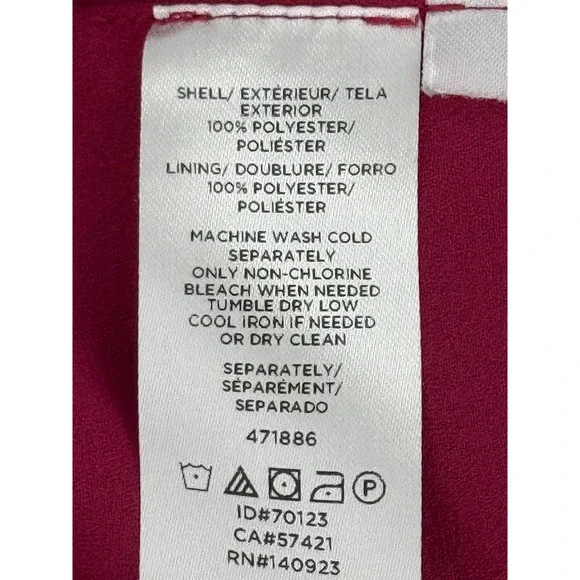 SHELL/ EXTÉRIEUR/ TELA
EXTERIOR
100% POLYESTER/
POLIÉSTER
LINING/ DOUBLURE/ FORRO
100% POLYESTER/
POLIÉSTER
MACHINE WASH COLD
SEPARATELY
ONLY NON-CHLORINE
BLEACH WHEN NEEDED
TUMBLE DRY LOW
COOL IRON IF NEEDED
OR DRY CLEAN
SEPARATELY/
SÉPARÉMENT/
SEPARADO
471886
P
ID#70123
CA#57421
RN#140923